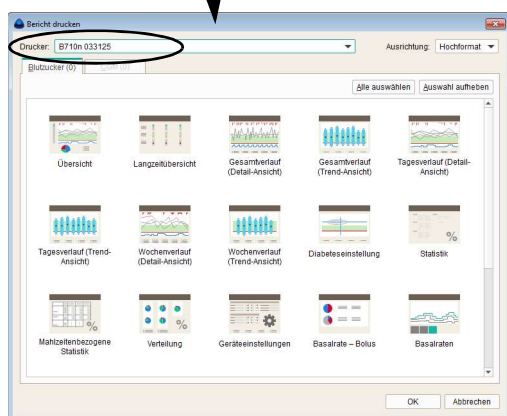 Bericht drucken
Drucker: B710n 033125 Ausrichtung: Hochformat
Blutzucker (0)
Alle auswählen Auswahl aufheben
Übersicht
Langzeitübersicht
Gesamtverlauf
(Detail-Ansicht)
Gesamtverlauf
(Trend-Ansicht)
Tagesverlauf (Detail-
Ansicht)
Tagesverlauf (Trend-
Ansicht)
Wochenverlauf
(Detail-Ansicht)
Wochenverlauf
(Trend-Ansicht)
Diabeteseinstellung
Statistik
Mahlzeitenbezogene
Statistik
Verteilung
Geräteeinstellungen
Basalrate – Bolus
Basalraten
OK Abbrechen